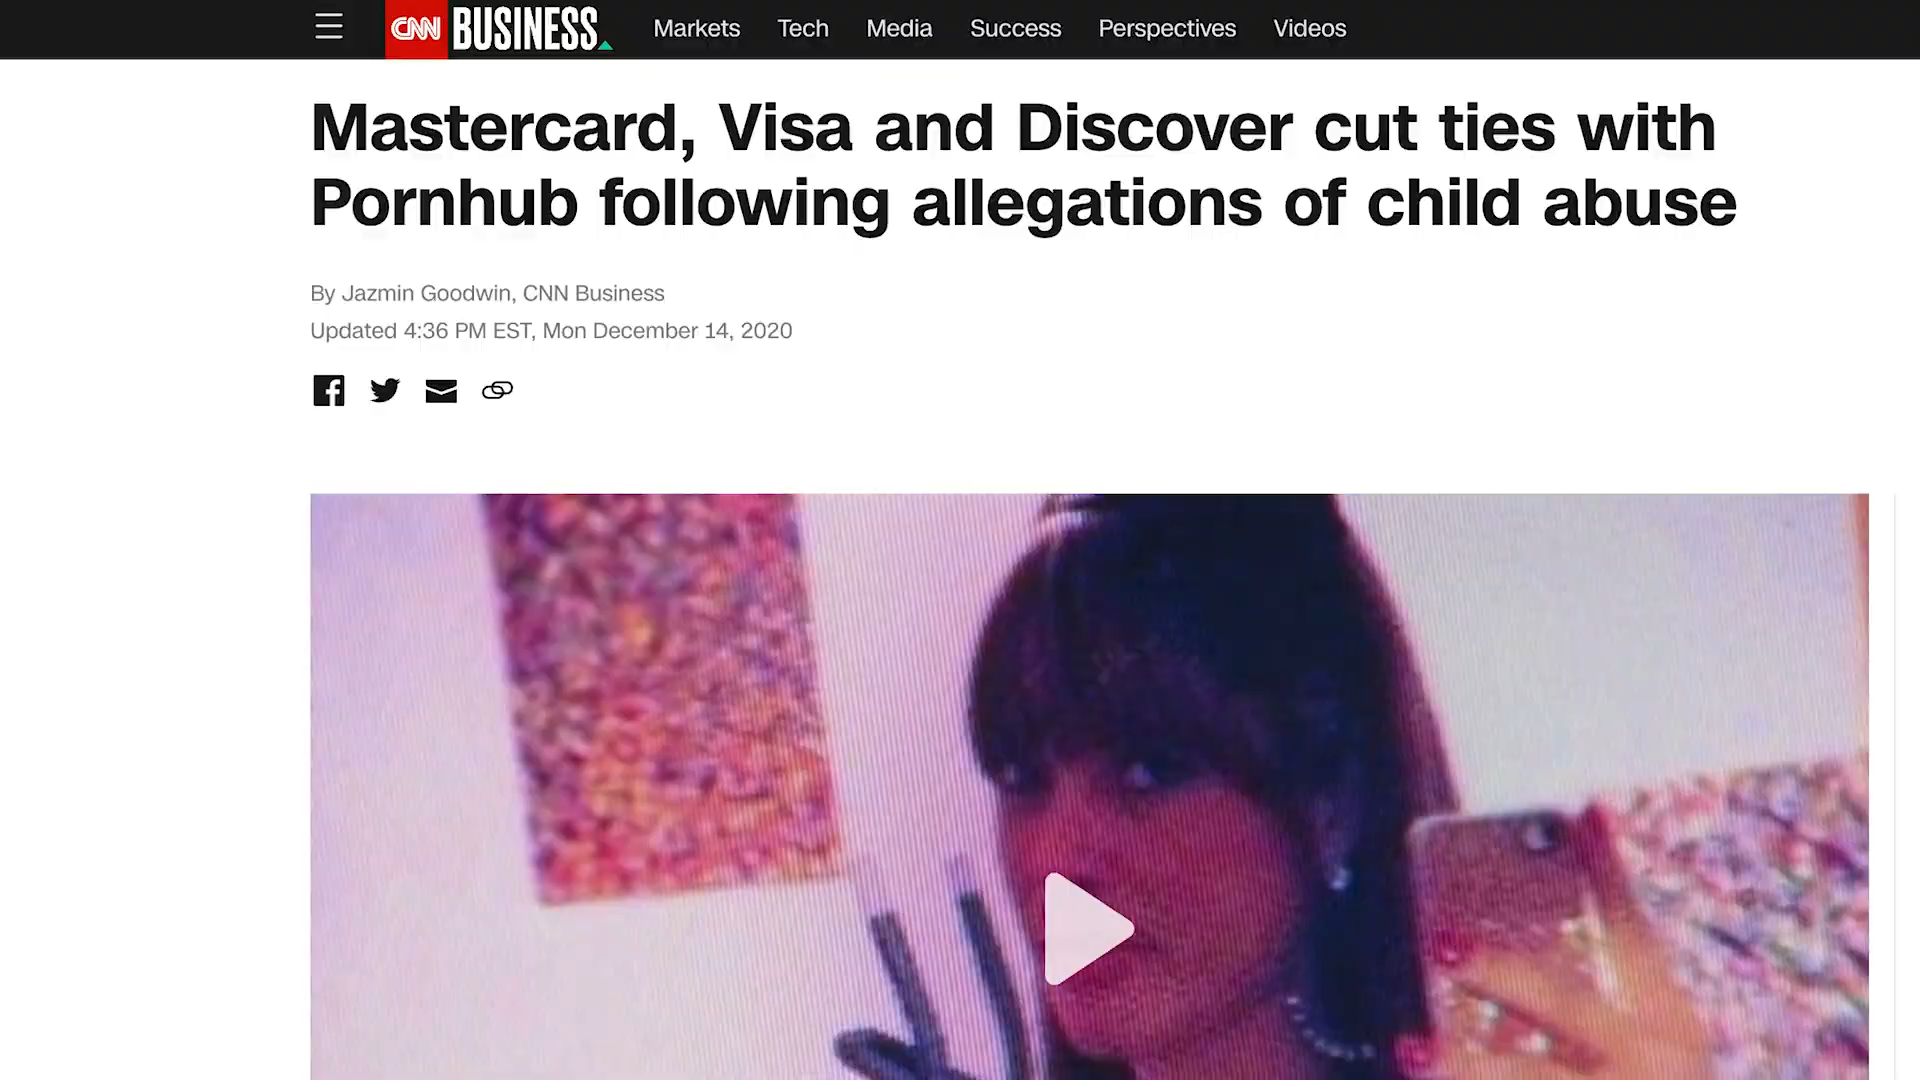 CNN BUSINESS Markets Tech Media Success Perspectives Videos
Mastercard, Visa and Discover cut ties with
Pornhub following allegations of child abuse
By Jazmin Goodwin, CNN Business
Updated 4:36 PM EST, Mon December 14, 2020